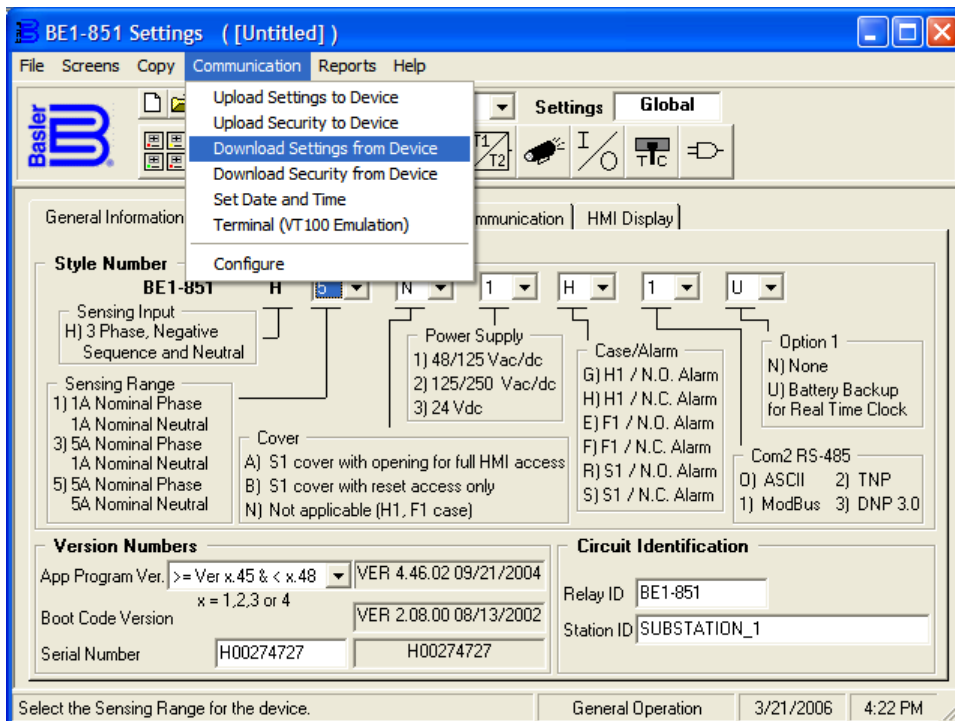 BE1-851 Settings ( [Untitled] )
File Screens Copy Communication Reports Help
Upload Settings to Device
Upload Security to Device
Download Settings from Device
Download Security from Device
Set Date and Time
Terminal (VT100 Emulation)
Configure
Basler
Settings Global
T1
T2
I
O
T C
General Information
mmunication
HMI Display
Style Number
BE1-851 H 5 N 1 H 1 U
Sensing Input
H) 3 Phase, Negative
Sequence and Neutral
Sensing Range
1) 1A Nominal Phase
1A Nominal Neutral
3) 5A Nominal Phase
1A Nominal Neutral
5) 5A Nominal Phase
5A Nominal Neutral
Cover
A) S1 cover with opening for full HMI access
B) S1 cover with reset access only
N) Not applicable (H1, F1 case)
Power Supply
1) 48/125 Vac/dc
2) 125/250 Vac/dc
3) 24 Vdc
Case/Alarm
G) H1 / N.O. Alarm
H) H1 / N.C. Alarm
E) F1 / N.O. Alarm
F) F1 / N.C. Alarm
R) S1 / N.O. Alarm
S) S1 / N.C. Alarm
Option 1
N) None
U) Battery Backup
for Real Time Clock
Com2 RS-485
0) ASCII 2) TNP
1) ModBus 3) DNP 3.0
Version Numbers
App Program Ver. >= Ver x.45 & < x.48 VER 4.46.02 09/21/2004
x = 1,2,3 or 4
Boot Code Version VER 2.08.00 08/13/2002
Serial Number H00274727 H00274727
Circuit Identification
Relay ID BE1-851
Station ID SUBSTATION_1
Select the Sensing Range for the device. General Operation 3/21/2006 4:22 PM